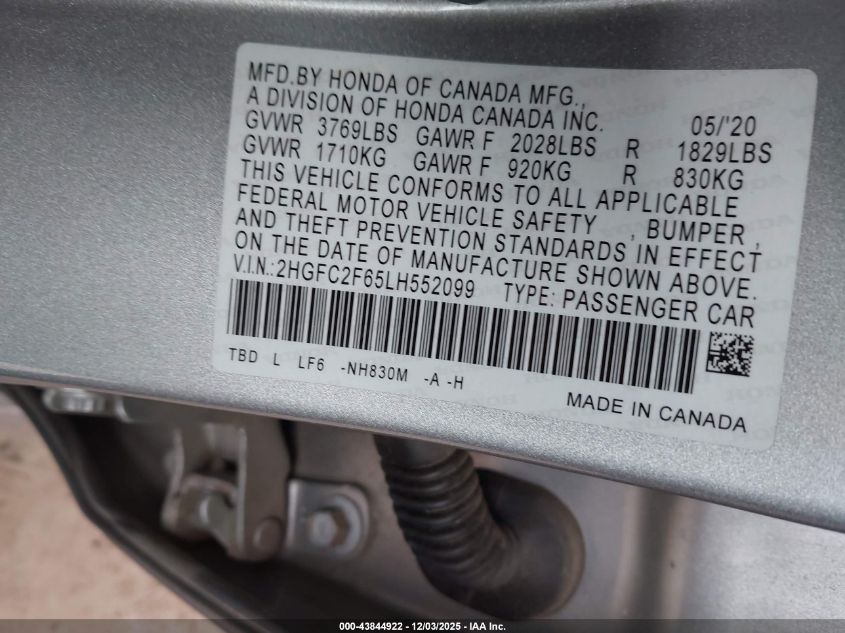 MFD.BY HONDA OF CANADA MFG.,
A DIVISION OF HONDA CANADA INC. 05/'20
GVWR 3769LBS GAWR F 2028LBS R 1829LBS
GVWR 1710KG GAWR F 920KG R 830KG
THIS VEHICLE CONFORMS TO ALL APPLICABLE
FEDERAL MOTOR VEHICLE SAFETY , BUMPER ,
AND THEFT PREVENTION STANDARDS IN EFFECT
ON THE DATE OF MANUFACTURE SHOWN ABOVE.
V.I.N.:2HGFC2F65LH552099 TYPE: PASSENGER CAR
TBD L LF6 -NH830M -A -H
MADE IN CANADA
000-43844922 - 12/03/2025 - IAA Inc.